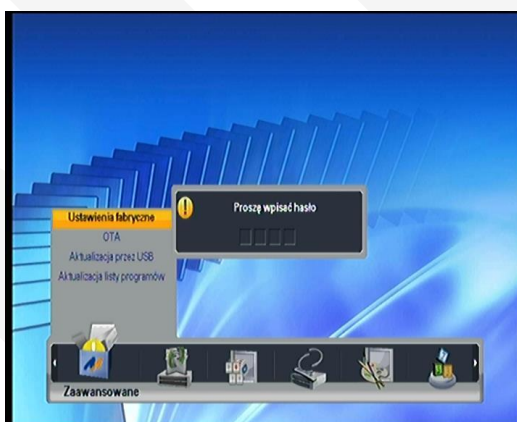 Proszę wpisać hasło
Ustawienia fabryczne
OTA
Aktualizacja przez USB
Aktualizacja listy programów
Zaawansowane